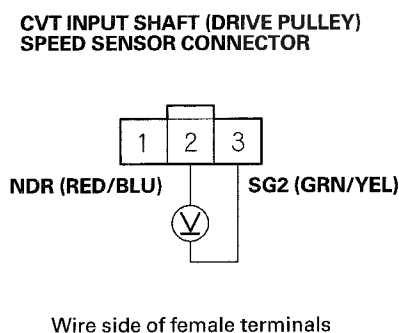 CVT INPUT SHAFT (DRIVE PULLEY)
SPEED SENSOR CONNECTOR
1 2 3
NDR (RED/BLU) SG2 (GRN/YEL)
V
Wire side of female terminals